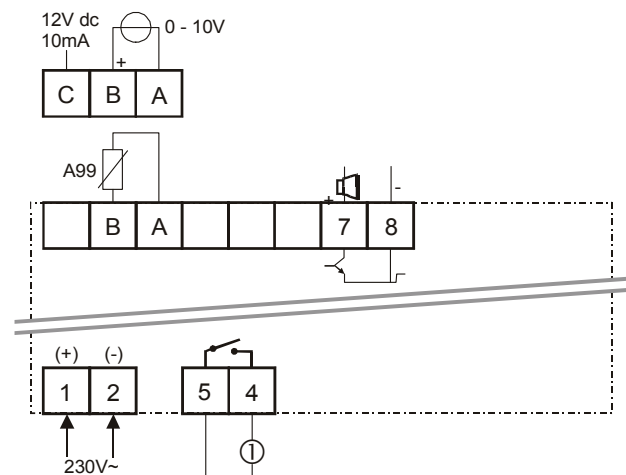 12V dc
10mA
0 - 10V
+
C B A
A99
+ -
B A 7 8
(+) (-)
1 2 5 4
①
230V~